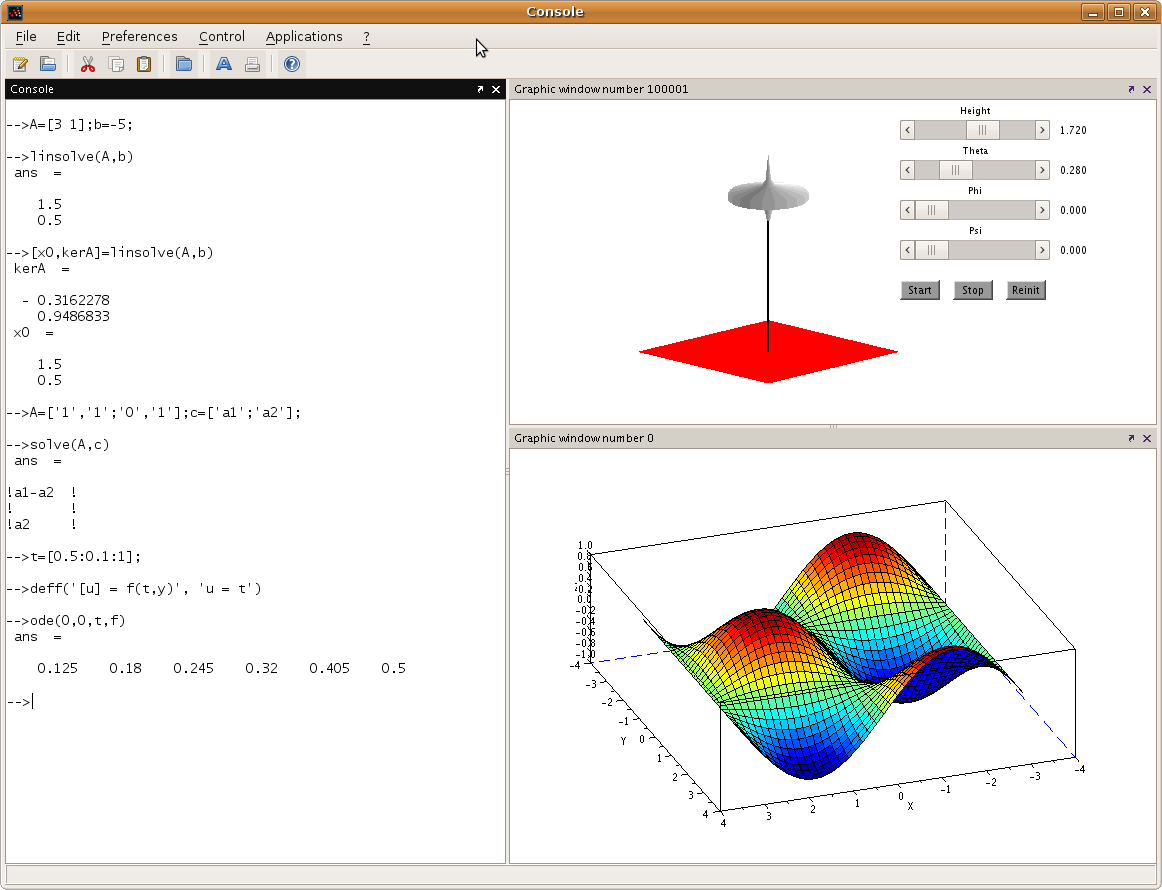 Console
File Edit Preferences Control Applications ?
Console
-->A=[3 1];b=-5;
-->linsolve(A,b)
ans =
1.5
0.5
-->[x0,kerA]=linsolve(A,b)
kerA =
- 0.3162278
0.9486833
x0 =
1.5
0.5
-->A=['1','1';'0','1'];c=['a1';'a2'];
-->solve(A,c)
ans =
!a1-a2 !
! !
!a2 !
-->t=[0.5:0.1:1];
-->deff('[u] = f(t,y)', 'u = t')
-->ode(0,0,t,f)
ans =
0.125 0.18 0.245 0.32 0.405 0.5
-->
Graphic window number 100001
Height
1.720
Theta
0.280
Phi
0.000
Psi
0.000
Start Stop Reinit
Graphic window number 0
1.0
0.8
0.6
0.4
0.2
0.0
-0.2
-0.4
-0.6
-0.8
-1.0
-4
-3
-2
-1
0
1
2
3
4
Y
4 3 2 1 0 -1 -2 -3 -4
X